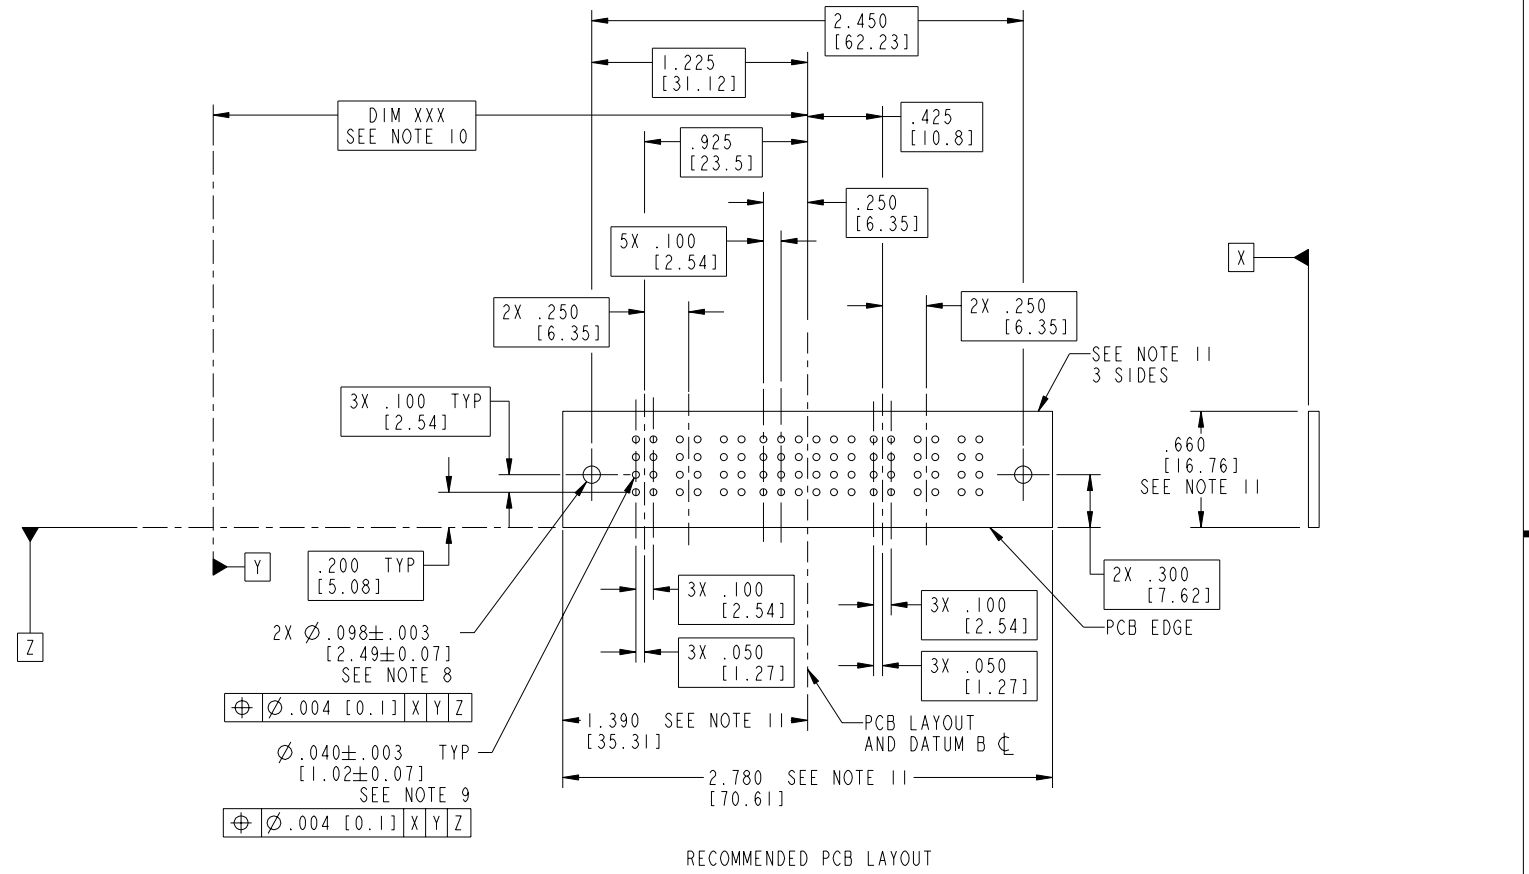 2.450
[62.23]
1.225
[31.12]
DIM XXX
SEE NOTE 10
.425
[10.8]
.925
[23.5]
.250
[6.35]
5X .100
[2.54]
X
2X .250
[6.35]
2X .250
[6.35]
SEE NOTE 11
3 SIDES
3X .100 TYP
[2.54]
.660
[16.76]
SEE NOTE 11
Y
.200 TYP
[5.08]
2X .300
[7.62]
3X .100
[2.54]
3X .100
[2.54]
Z
2X ⌀.098±.003
[2.49±0.07]
SEE NOTE 8
PCB EDGE
3X .050
[1.27]
3X .050
[1.27]
⌖ ⌀.004 [0.1] X Y Z
1.390 SEE NOTE 11
[35.31]
PCB LAYOUT
AND DATUM B ℄
⌀.040±.003 TYP
[1.02±0.07]
SEE NOTE 9
2.780 SEE NOTE 11
[70.61]
⌖ ⌀.004 [0.1] X Y Z
RECOMMENDED PCB LAYOUT